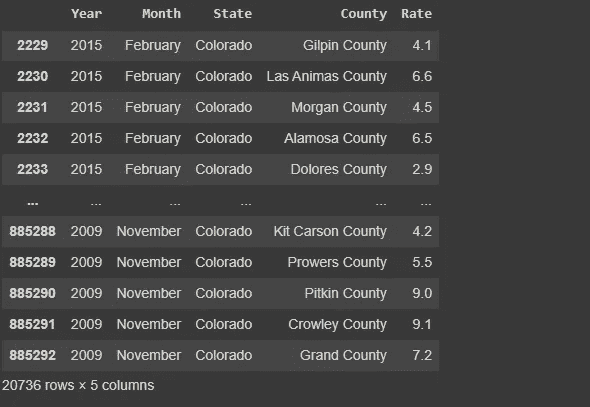 Year Month State County Rate
2229 2015 February Colorado Gilpin County 4.1
2230 2015 February Colorado Las Animas County 6.6
2231 2015 February Colorado Morgan County 4.5
2232 2015 February Colorado Alamosa County 6.5
2233 2015 February Colorado Dolores County 2.9
... ... ... ... ... ...
885288 2009 November Colorado Kit Carson County 4.2
885289 2009 November Colorado Prowers County 5.5
885290 2009 November Colorado Pitkin County 9.0
885291 2009 November Colorado Crowley County 9.1
885292 2009 November Colorado Grand County 7.2
20736 rows × 5 columns